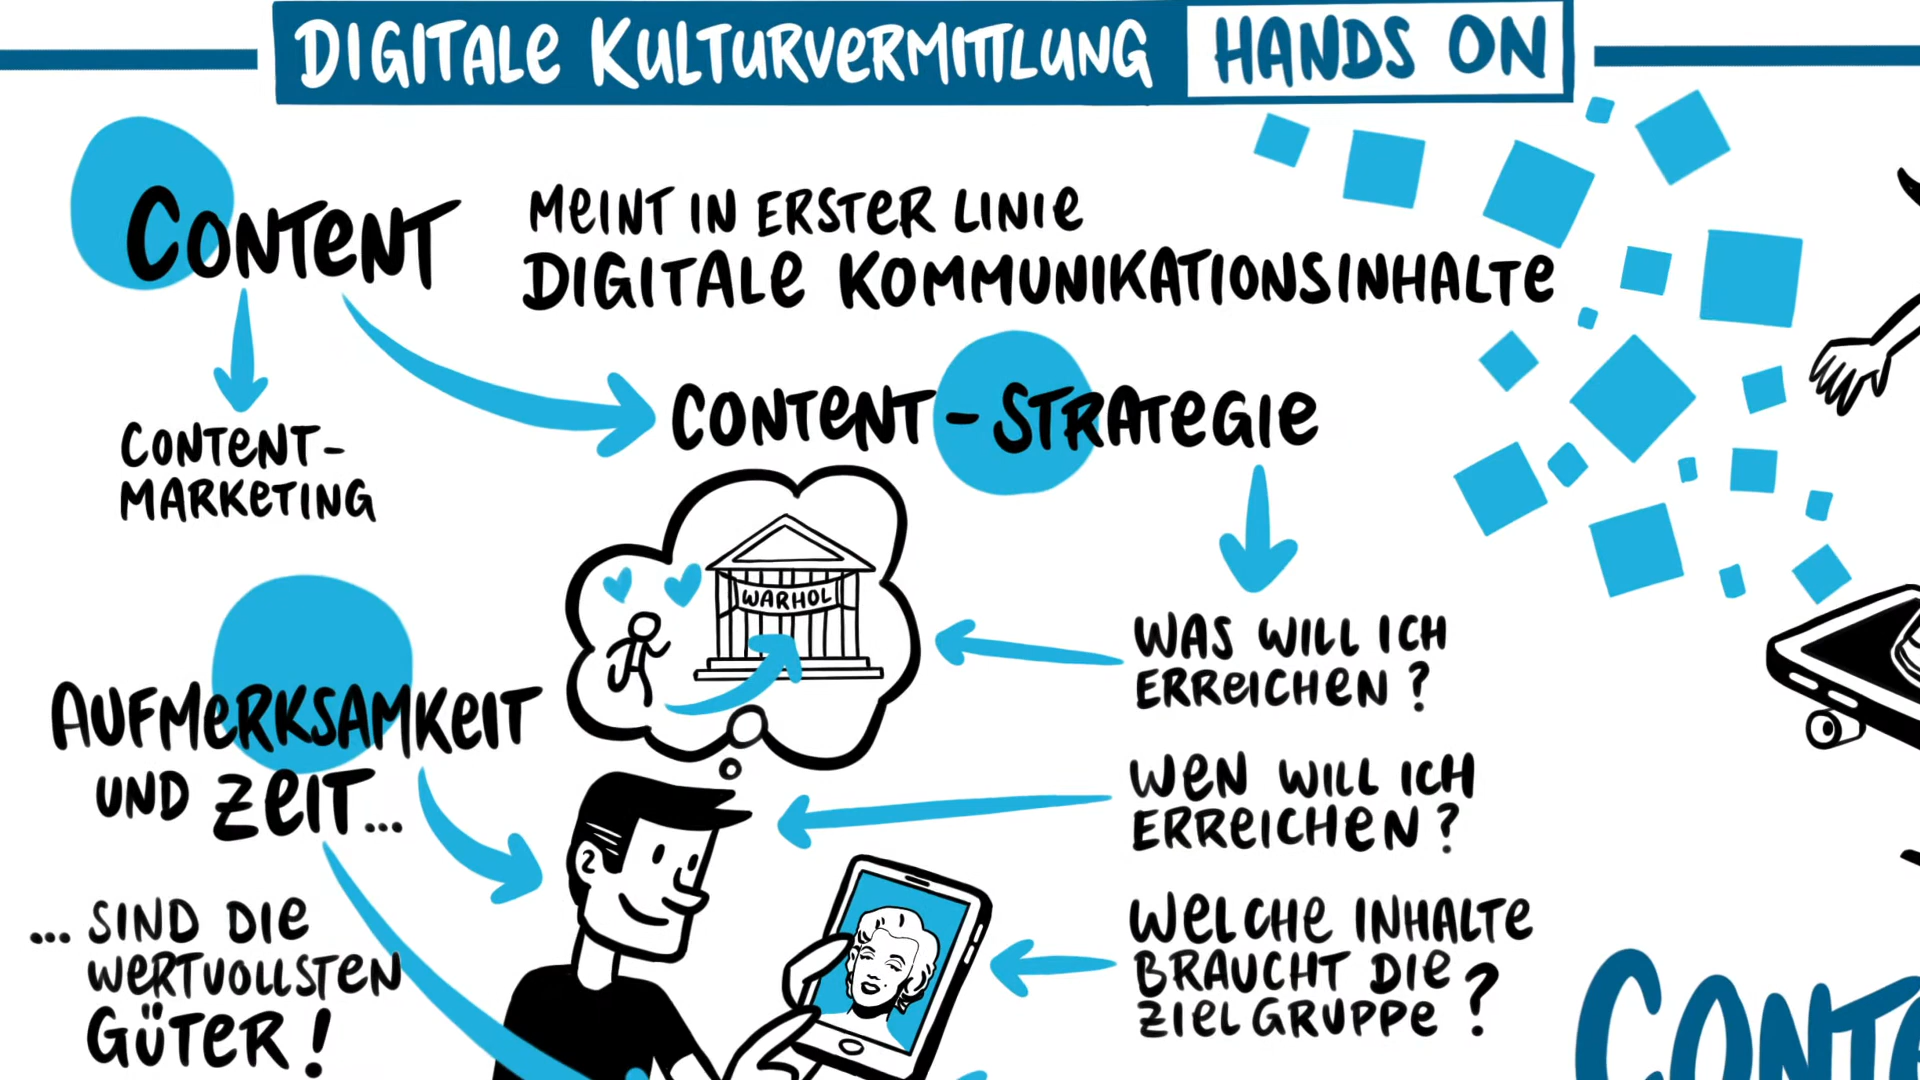 DIGITALE KULTURVERMITTLUNG HANDS ON
CONTENT
MEINT IN ERSTER LINIE
DIGITALE KOMMUNIKATIONSINHALTE
CONTENT-STRATEGIE
CONTENT-
MARKETING
WARHOL
WAS WILL ICH
ERREICHEN?
AUFMERKSAMKEIT
UND ZEIT...
WEN WILL ICH
ERREICHEN?
... SIND DIE
WERTVOLLSTEN
GÜTER!
WELCHE INHALTE
BRAUCHT DIE
ZIELGRUPPE?